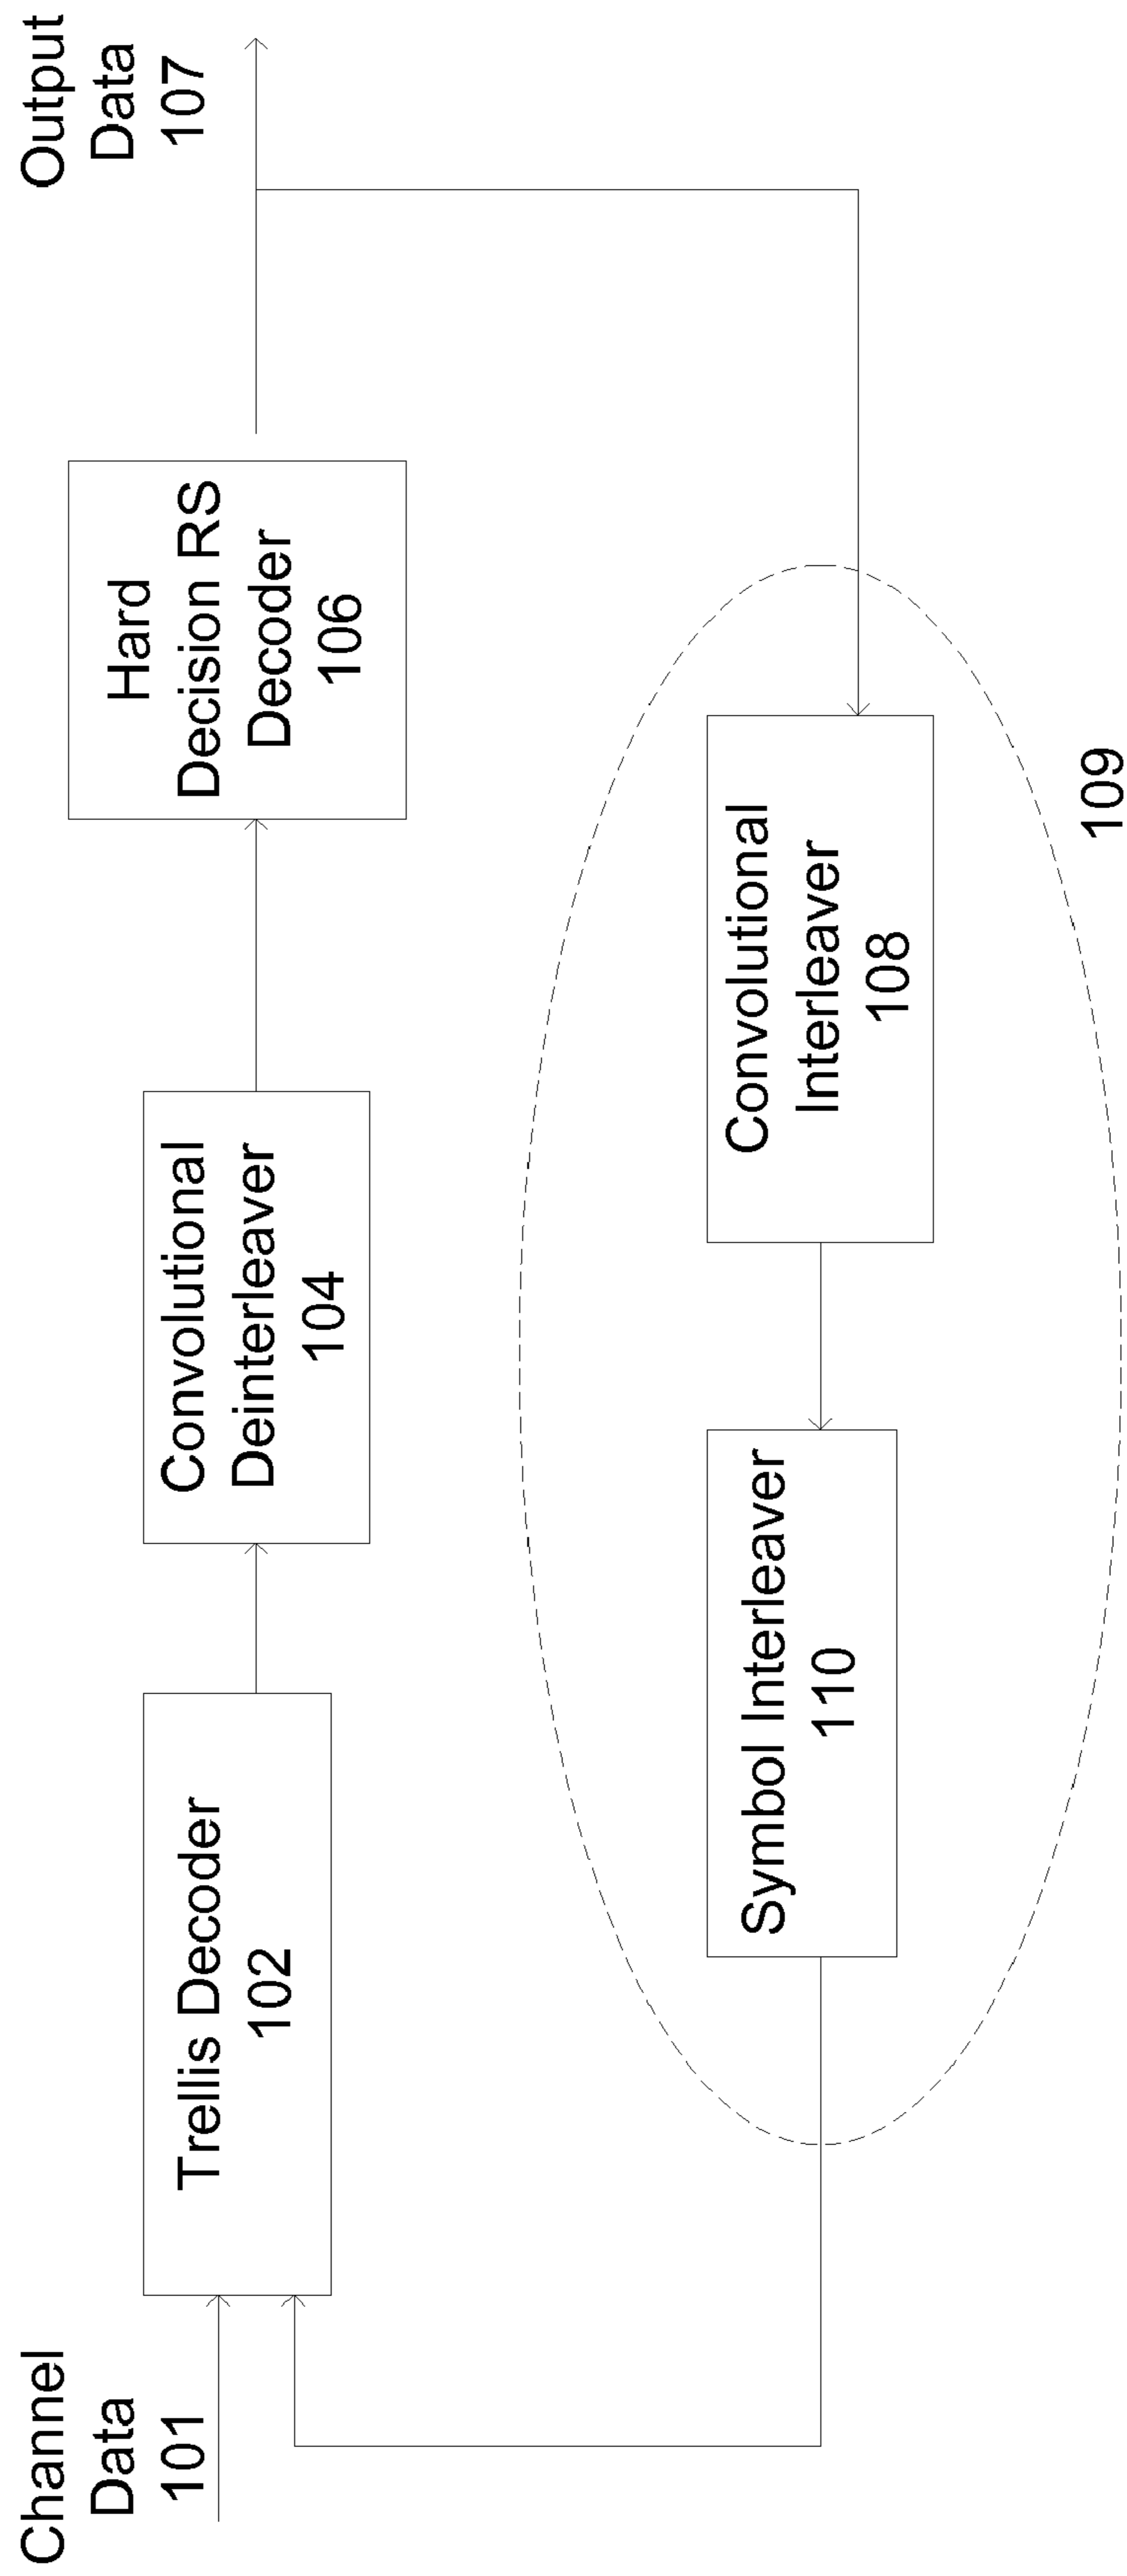 Channel
Data
101
Trellis Decoder
102
Convolutional
Deinterleaver
104
Hard
Decision RS
Decoder
106
Output
Data
107
Symbol Interleaver
110
Convolutional
Interleaver
108
109